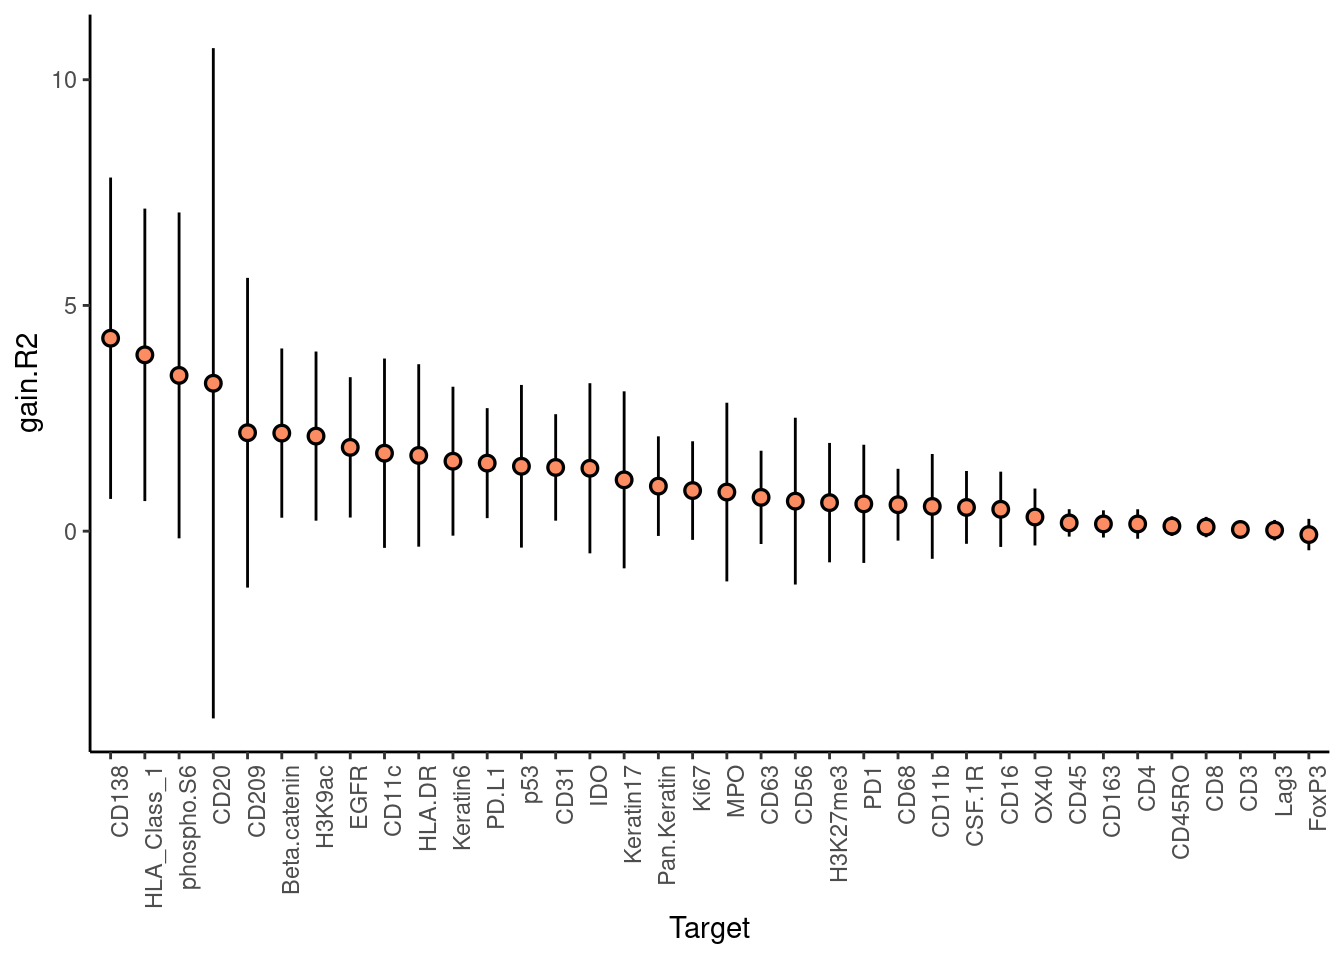 10
5
0
gain.R2
CD138
HLA_Class_1
phospho.S6
CD20
CD209
Beta.catenin
H3K9ac
EGFR
CD11c
HLA.DR
Keratin6
PD.L1
p53
CD31
IDO
Keratin17
Pan.Keratin
Ki67
MPO
CD63
CD56
H3K27me3
PD1
CD68
CD11b
CSF.1R
CD16
OX40
CD45
CD163
CD4
CD45RO
CD8
CD3
Lag3
FoxP3
Target